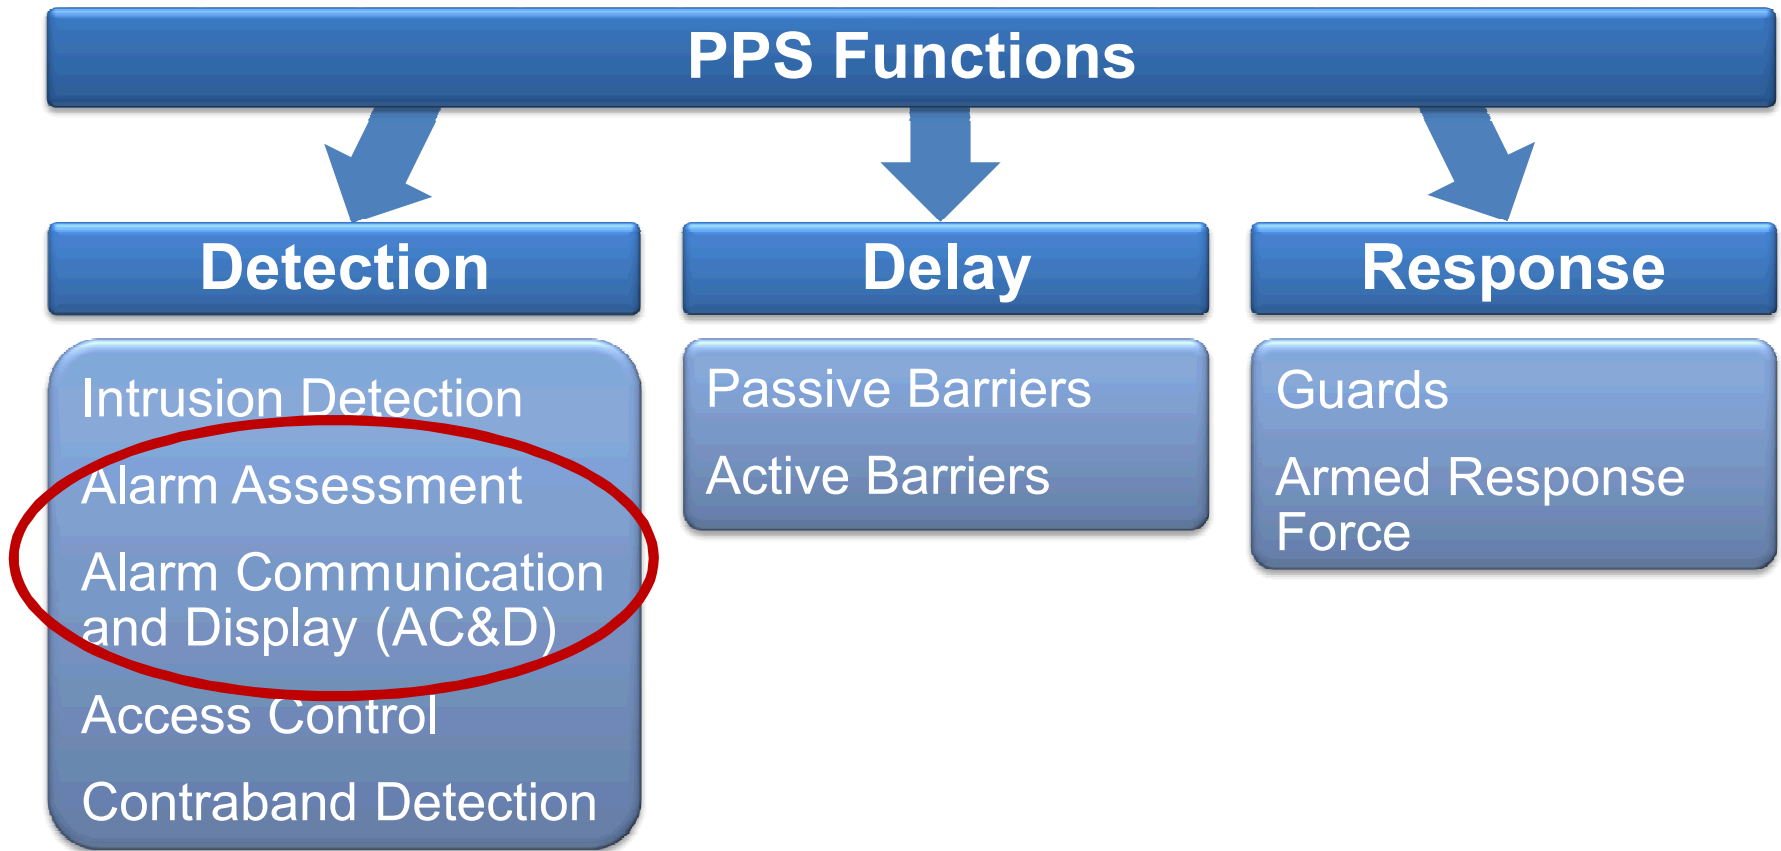 PPS Functions
Detection
Intrusion Detection
Alarm Assessment
Alarm Communication
and Display (AC&D)
Access Control
Contraband Detection
Delay
Passive Barriers
Active Barriers
Response
Guards
Armed Response
Force